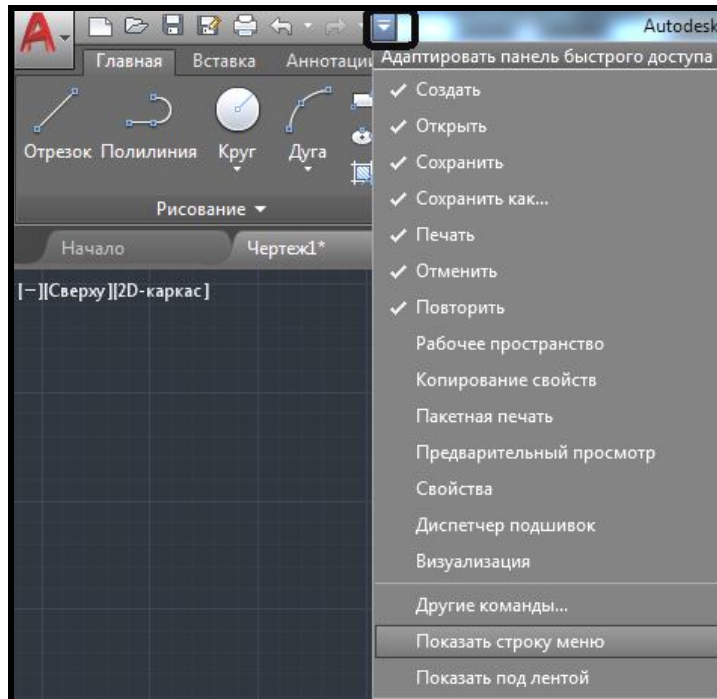 Autodesk
Главная Вставка Аннотации
Адаптировать панель быстрого доступа
Отрезок Полилиния Круг Дуга
Рисование
Начало Чертеж1*
[−][Сверху][2D-каркас]
Создать
Открыть
Сохранить
Сохранить как...
Печать
Отменить
Повторить
Рабочее пространство
Копирование свойств
Пакетная печать
Предварительный просмотр
Свойства
Диспетчер подшивок
Визуализация
Другие команды...
Показать строку меню
Показать под лентой